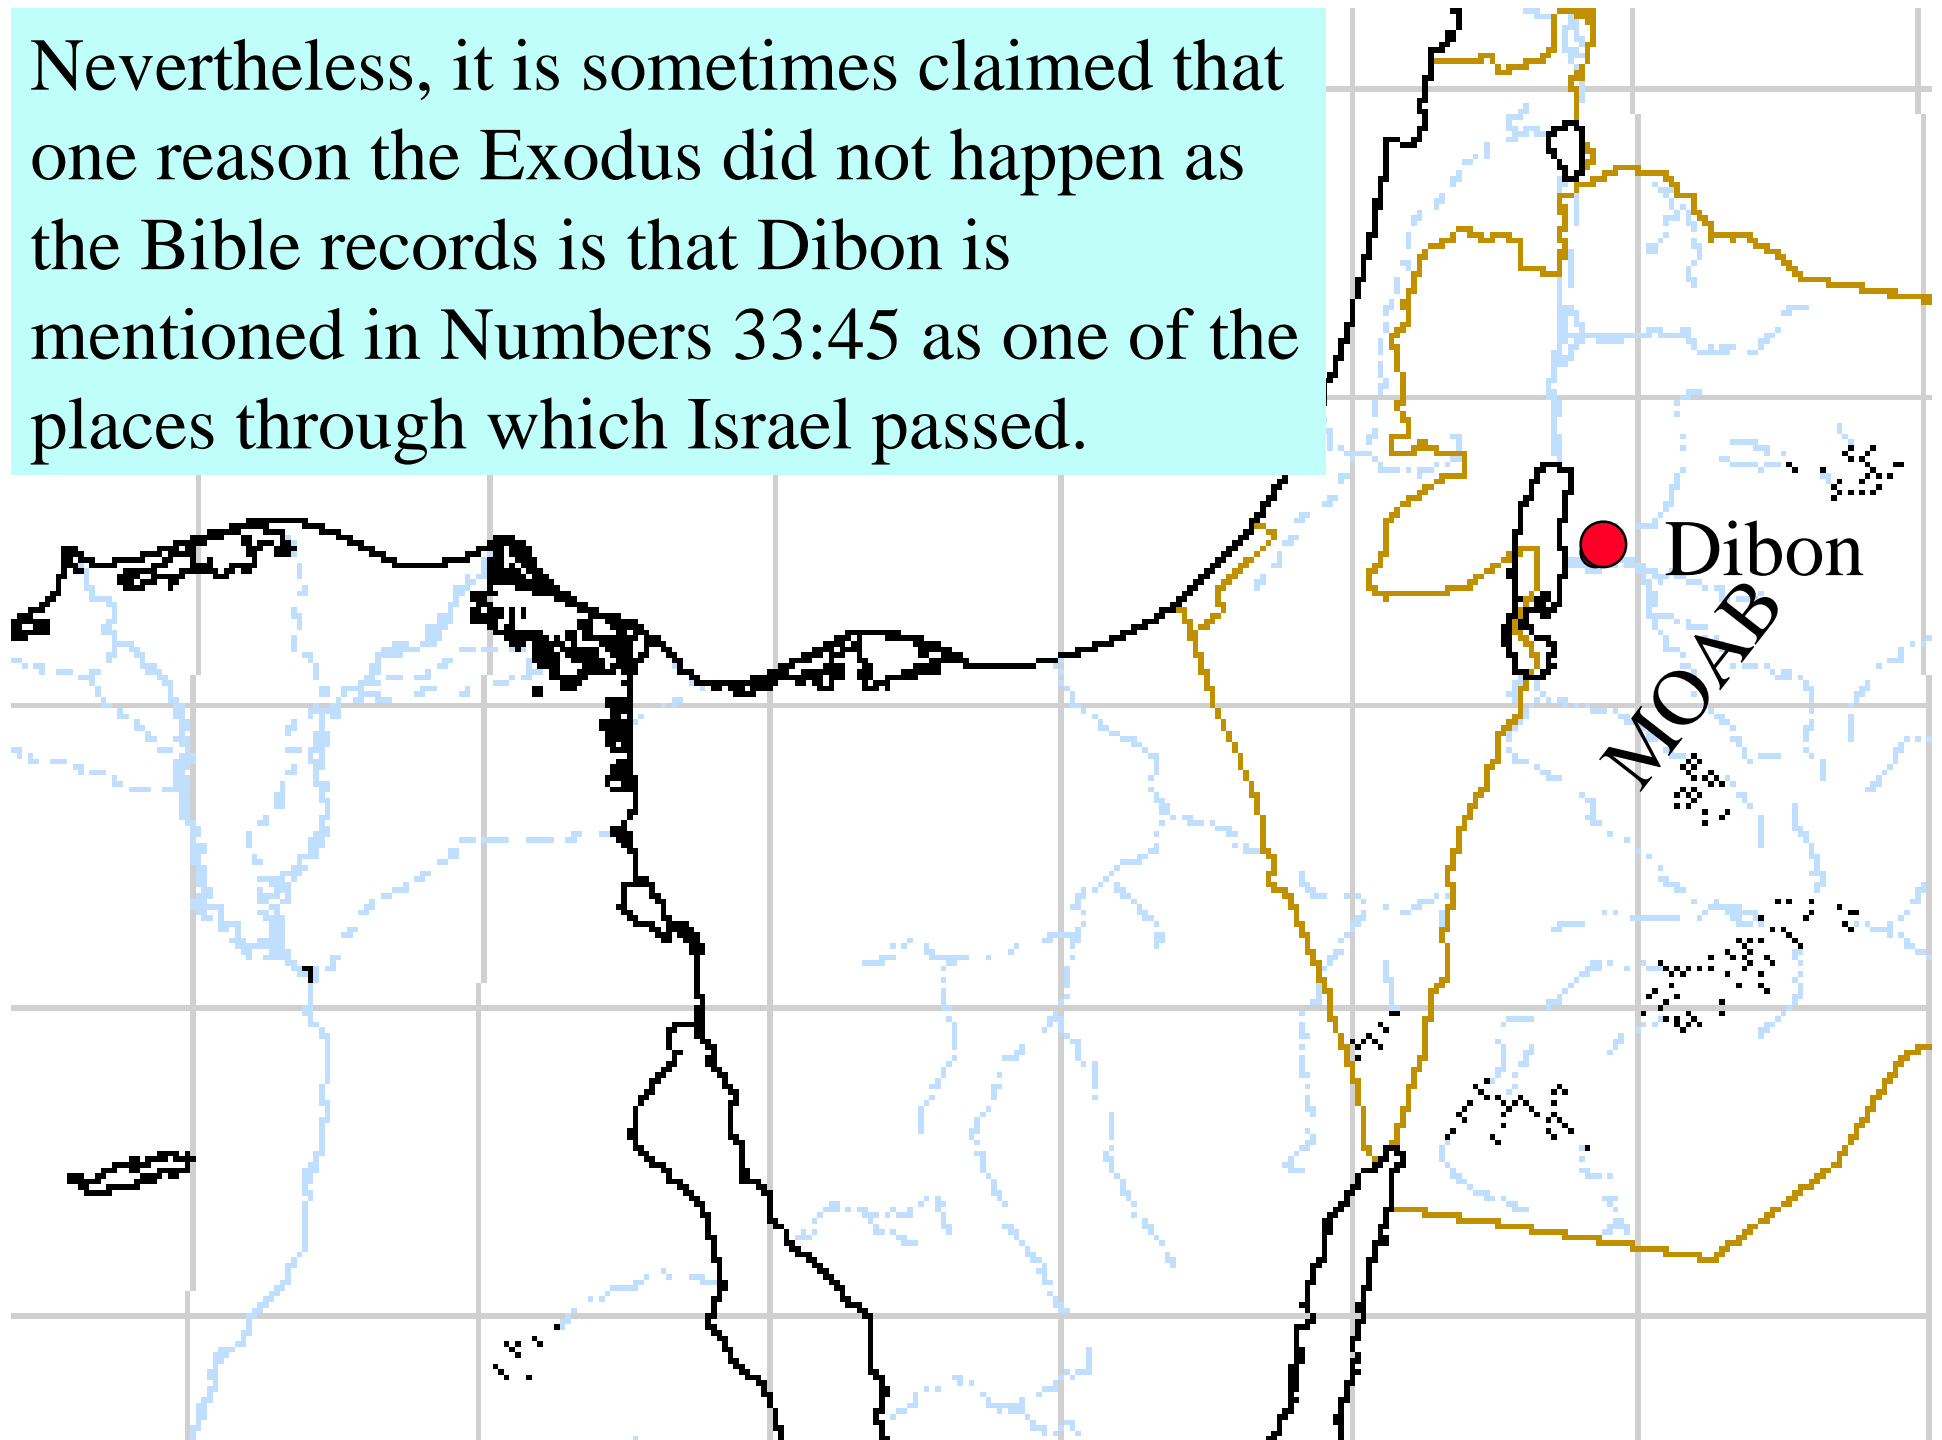 Nevertheless, it is sometimes claimed that
one reason the Exodus did not happen as
the Bible records is that Dibon is
mentioned in Numbers 33:45 as one of the
places through which Israel passed.
Dibon
MOAB